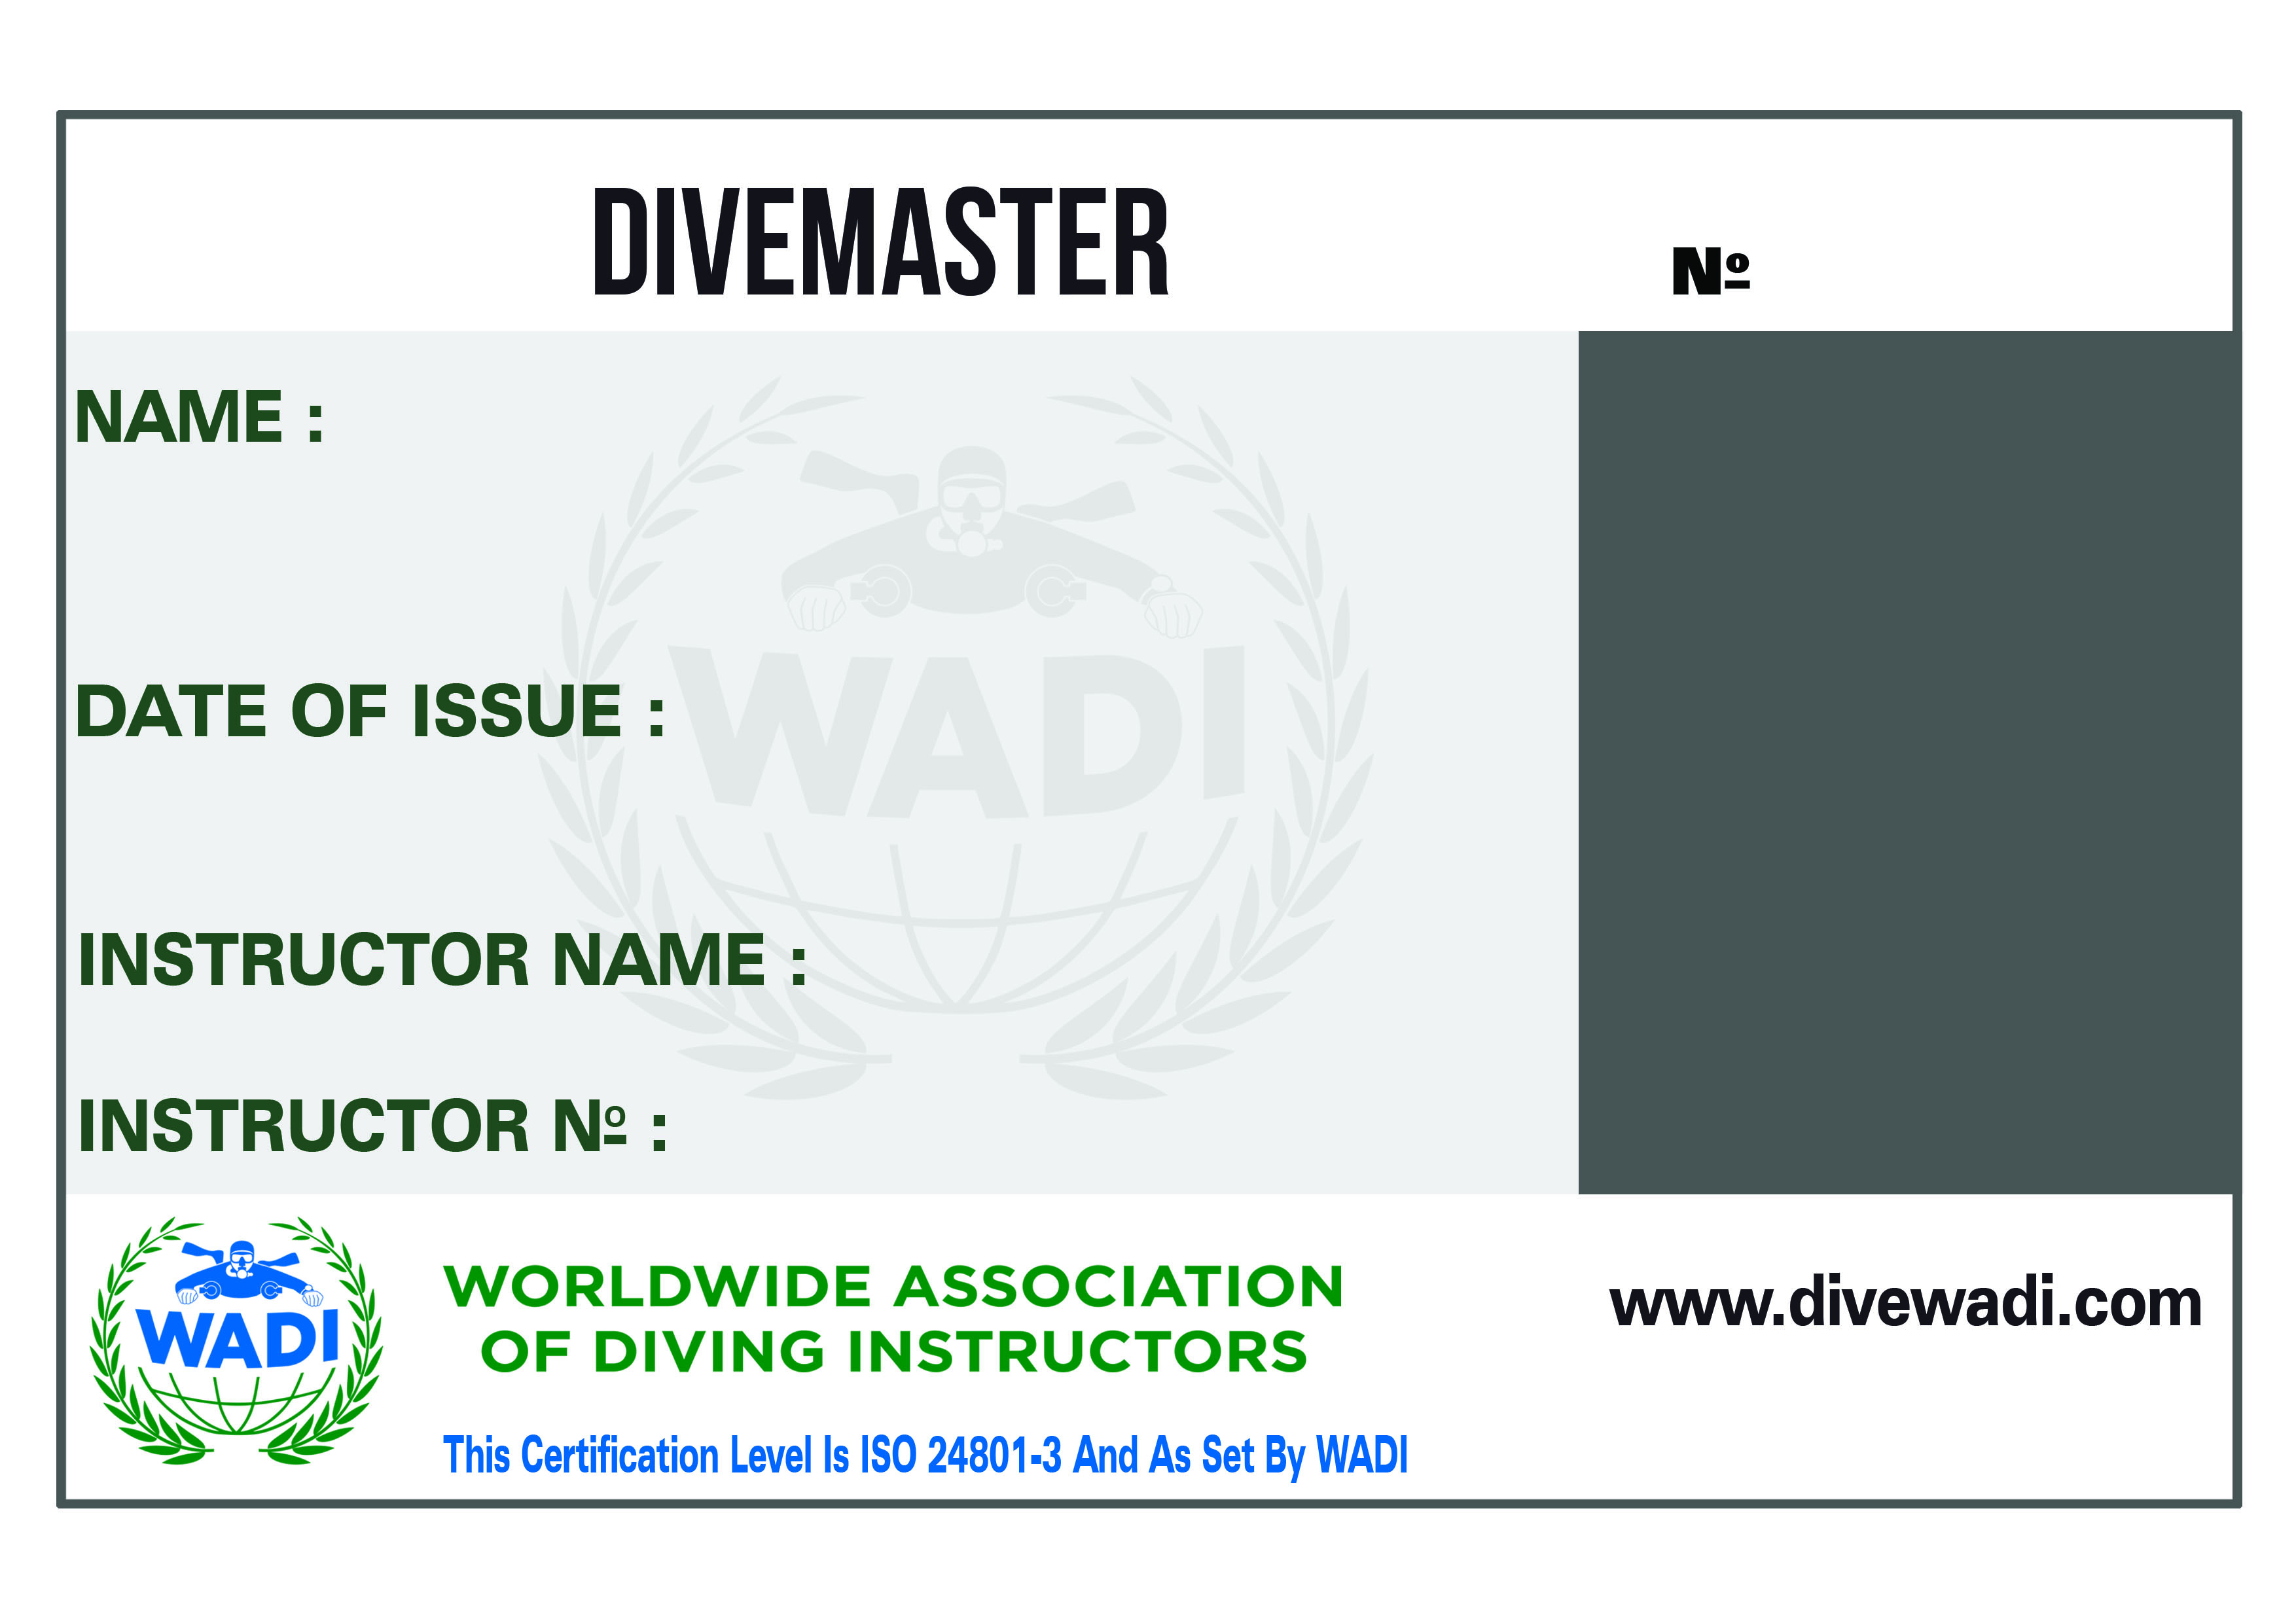 DIVEMASTER
Nº
NAME :
WADI
DATE OF ISSUE :
INSTRUCTOR NAME :
INSTRUCTOR Nº :
WADI
WORLDWIDE ASSOCIATION
OF DIVING INSTRUCTORS
www.divewadi.com
This Certification Level Is ISO 24801-3 And As Set By WADI